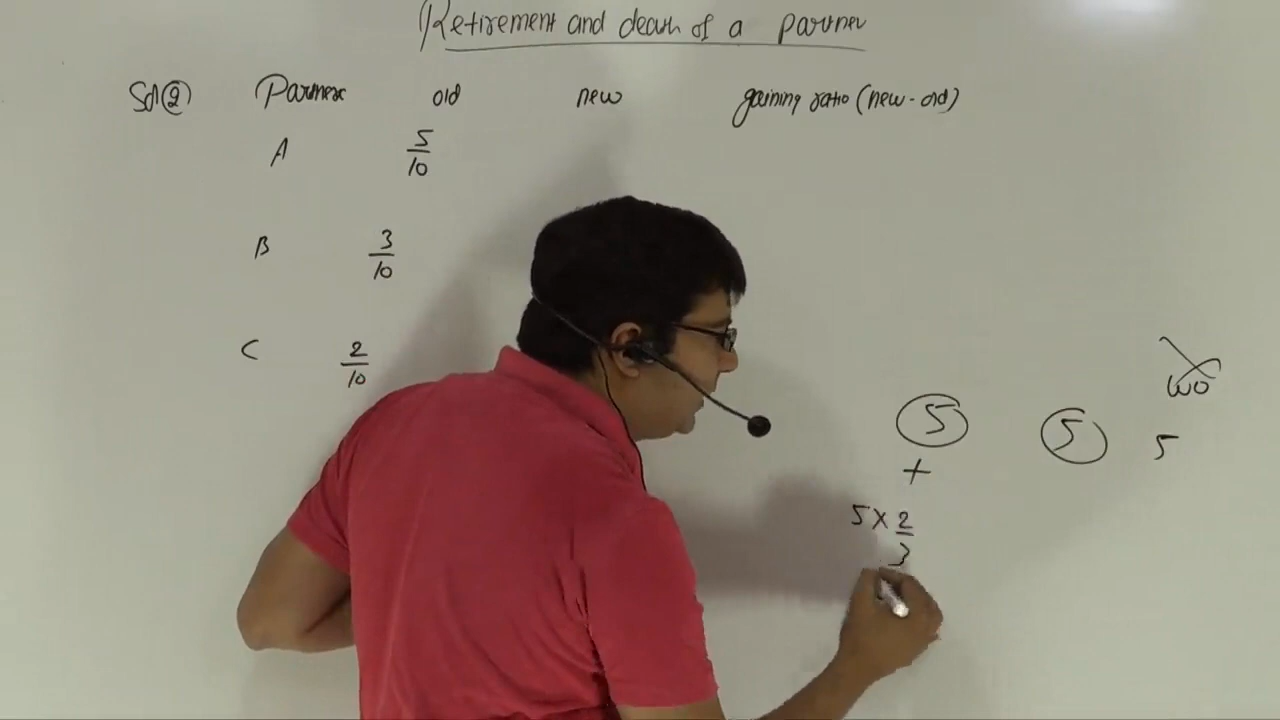 Retirement and death of a partner
Sol ② Partner old new gaining ratio (new - old)
A 5/10
B 3/10
C 2/10
5 5 5
+
5 × 2/3